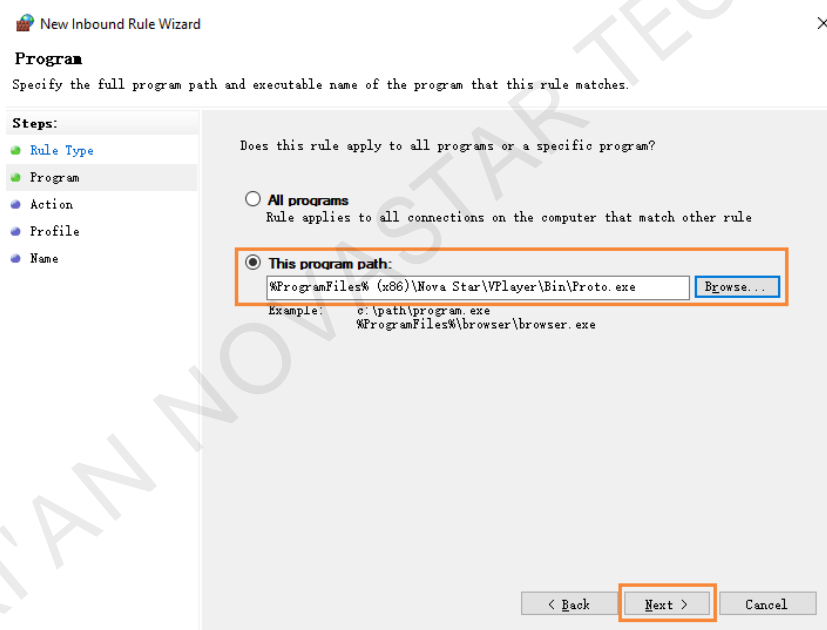 New Inbound Rule Wizard
Program
Specify the full program path and executable name of the program that this rule matches.
Steps:
Rule Type
Program
Action
Profile
Name
Does this rule apply to all programs or a specific program?
All programs
Rule applies to all connections on the computer that match other rule
This program path:
%ProgramFiles% (x86)\Nova Star\VPlayer\Bin\Proto.exe
Browse...
Example: c:\path\program.exe
%ProgramFiles%\browser\browser.exe
< Back Next > Cancel
I'AN NOVASTAR TEC